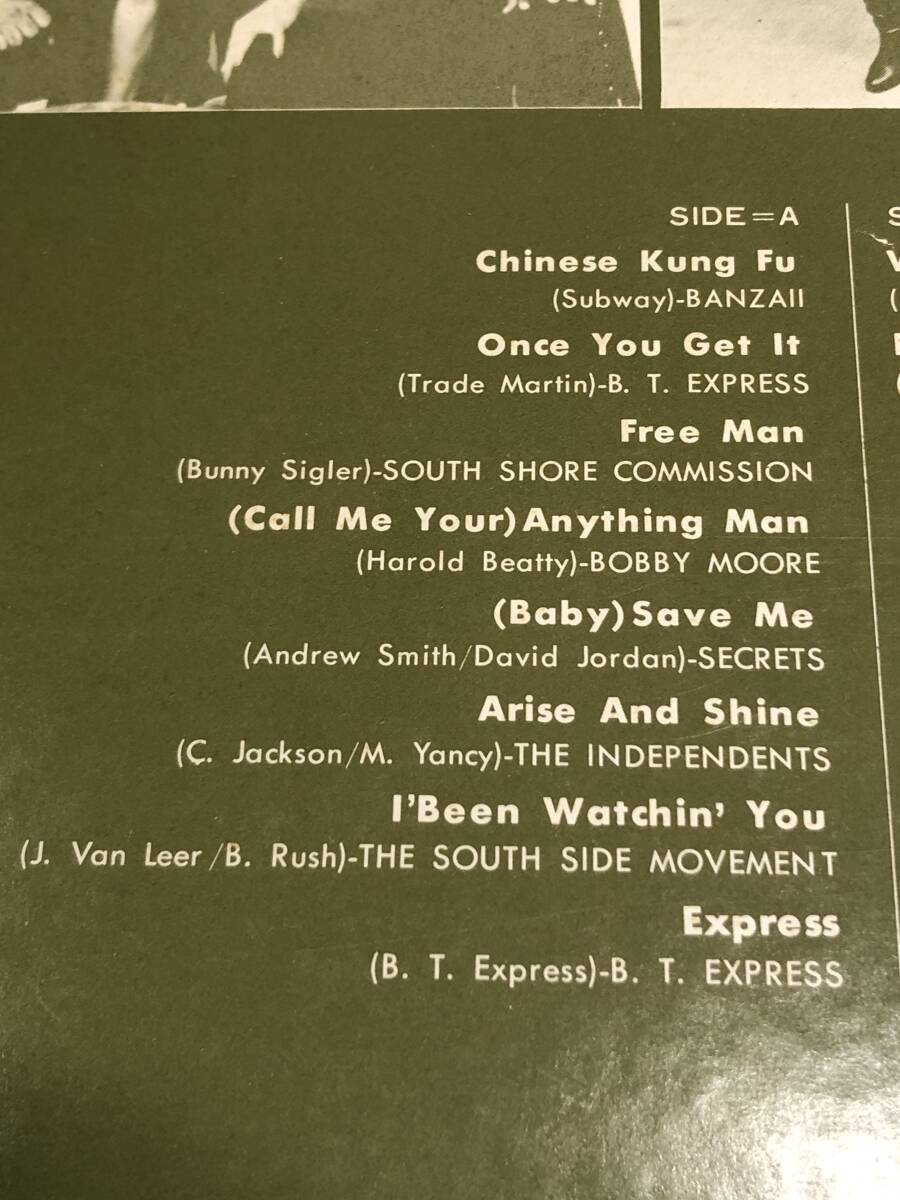 SIDE=A
Chinese Kung Fu
(Subway)-BANZAII
Once You Get It
(Trade Martin)-B. T. EXPRESS
Free Man
(Bunny Sigler)-SOUTH SHORE COMMISSION
(Call Me Your)Anything Man
(Harold Beatty)-BOBBY MOORE
(Baby)Save Me
(Andrew Smith/David Jordan)-SECRETS
Arise And Shine
(C. Jackson/M. Yancy)-THE INDEPENDENTS
I'Been Watchin' You
(J. Van Leer/B. Rush)-THE SOUTH SIDE MOVEMENT
Express
(B. T. Express)-B. T. EXPRESS